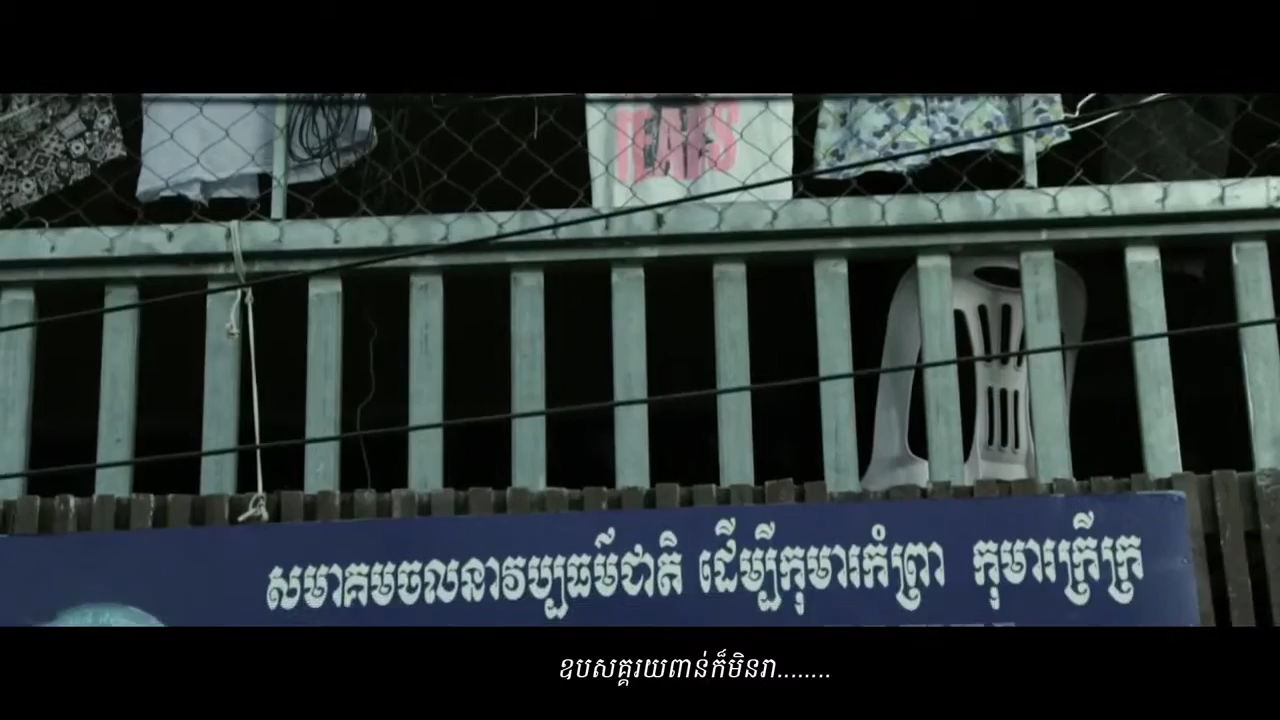 TEARS
សមាគមចលនាវប្បធម៍ជាតិ ដើម្បីកុមារកំព្រា កុមារក្រីក្រ
ឧបសគ្គរយពាន់ក៏មិនរា........